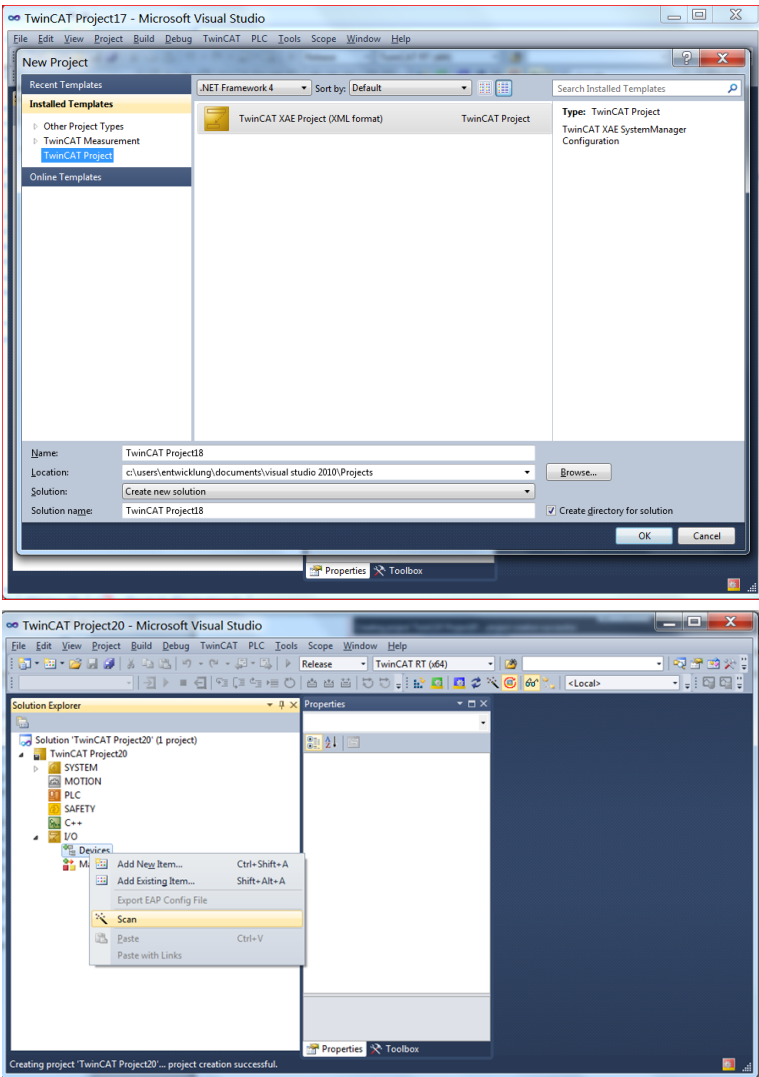 TwinCAT Project17 - Microsoft Visual Studio
File Edit View Project Build Debug TwinCAT PLC Tools Scope Window Help
New Project
Recent Templates
Installed Templates
Other Project Types
TwinCAT Measurement
TwinCAT Project
Online Templates
.NET Framework 4 Sort by: Default
Search Installed Templates
TwinCAT XAE Project (XML format) TwinCAT Project
Type: TwinCAT Project
TwinCAT XAE SystemManager
Configuration
Name: TwinCAT Project18
Location: c:\users\entwicklung\documents\visual studio 2010\Projects Browse...
Solution: Create new solution
Solution name: TwinCAT Project18 Create directory for solution
OK Cancel
Properties Toolbox
TwinCAT Project20 - Microsoft Visual Studio
File Edit View Project Build Debug TwinCAT PLC Tools Scope Window Help
Release TwinCAT RT (x64)
<Local>
Solution Explorer Properties
Solution 'TwinCAT Project20' (1 project)
TwinCAT Project20
SYSTEM
MOTION
PLC
SAFETY
C++
I/O
Devices
Ma
Add New Item... Ctrl+Shift+A
Add Existing Item... Shift+Alt+A
Export EAP Config File
Scan
Paste Ctrl+V
Paste with Links
Properties Toolbox
Creating project 'TwinCAT Project20'... project creation successful.